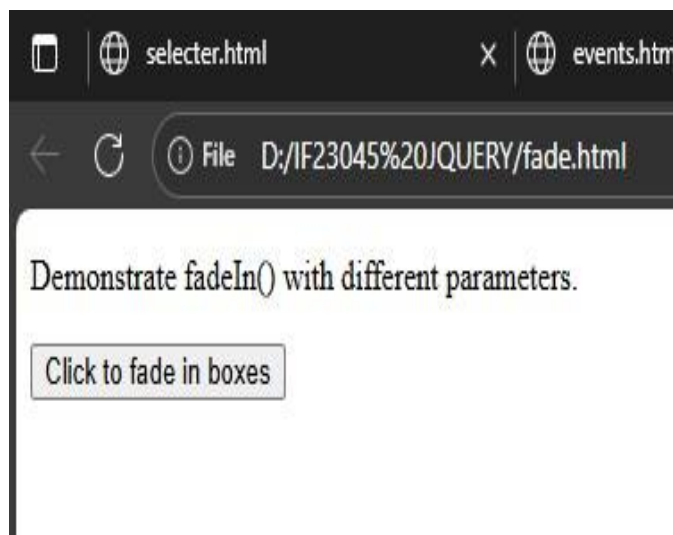 selecter.html
events.htm
File D:/IF23045%20JQUERY/fade.html
Demonstrate fadeIn() with different parameters.
Click to fade in boxes